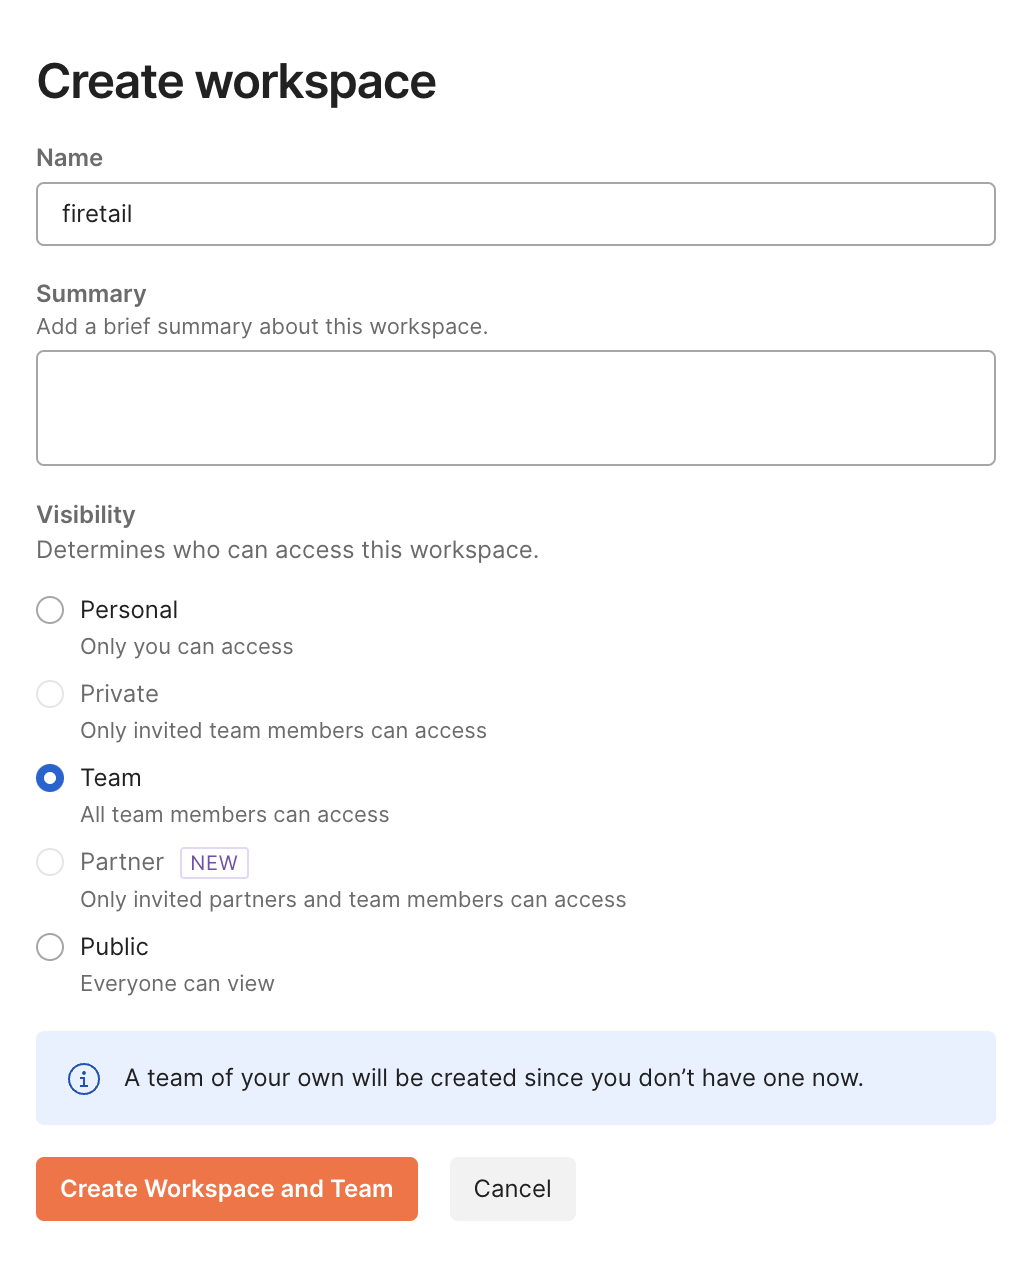 Create workspace
Name
firetail
Summary
Add a brief summary about this workspace.
Visibility
Determines who can access this workspace.
Personal
Only you can access
Private
Only invited team members can access
Team
All team members can access
Partner NEW
Only invited partners and team members can access
Public
Everyone can view
A team of your own will be created since you don’t have one now.
Create Workspace and Team Cancel